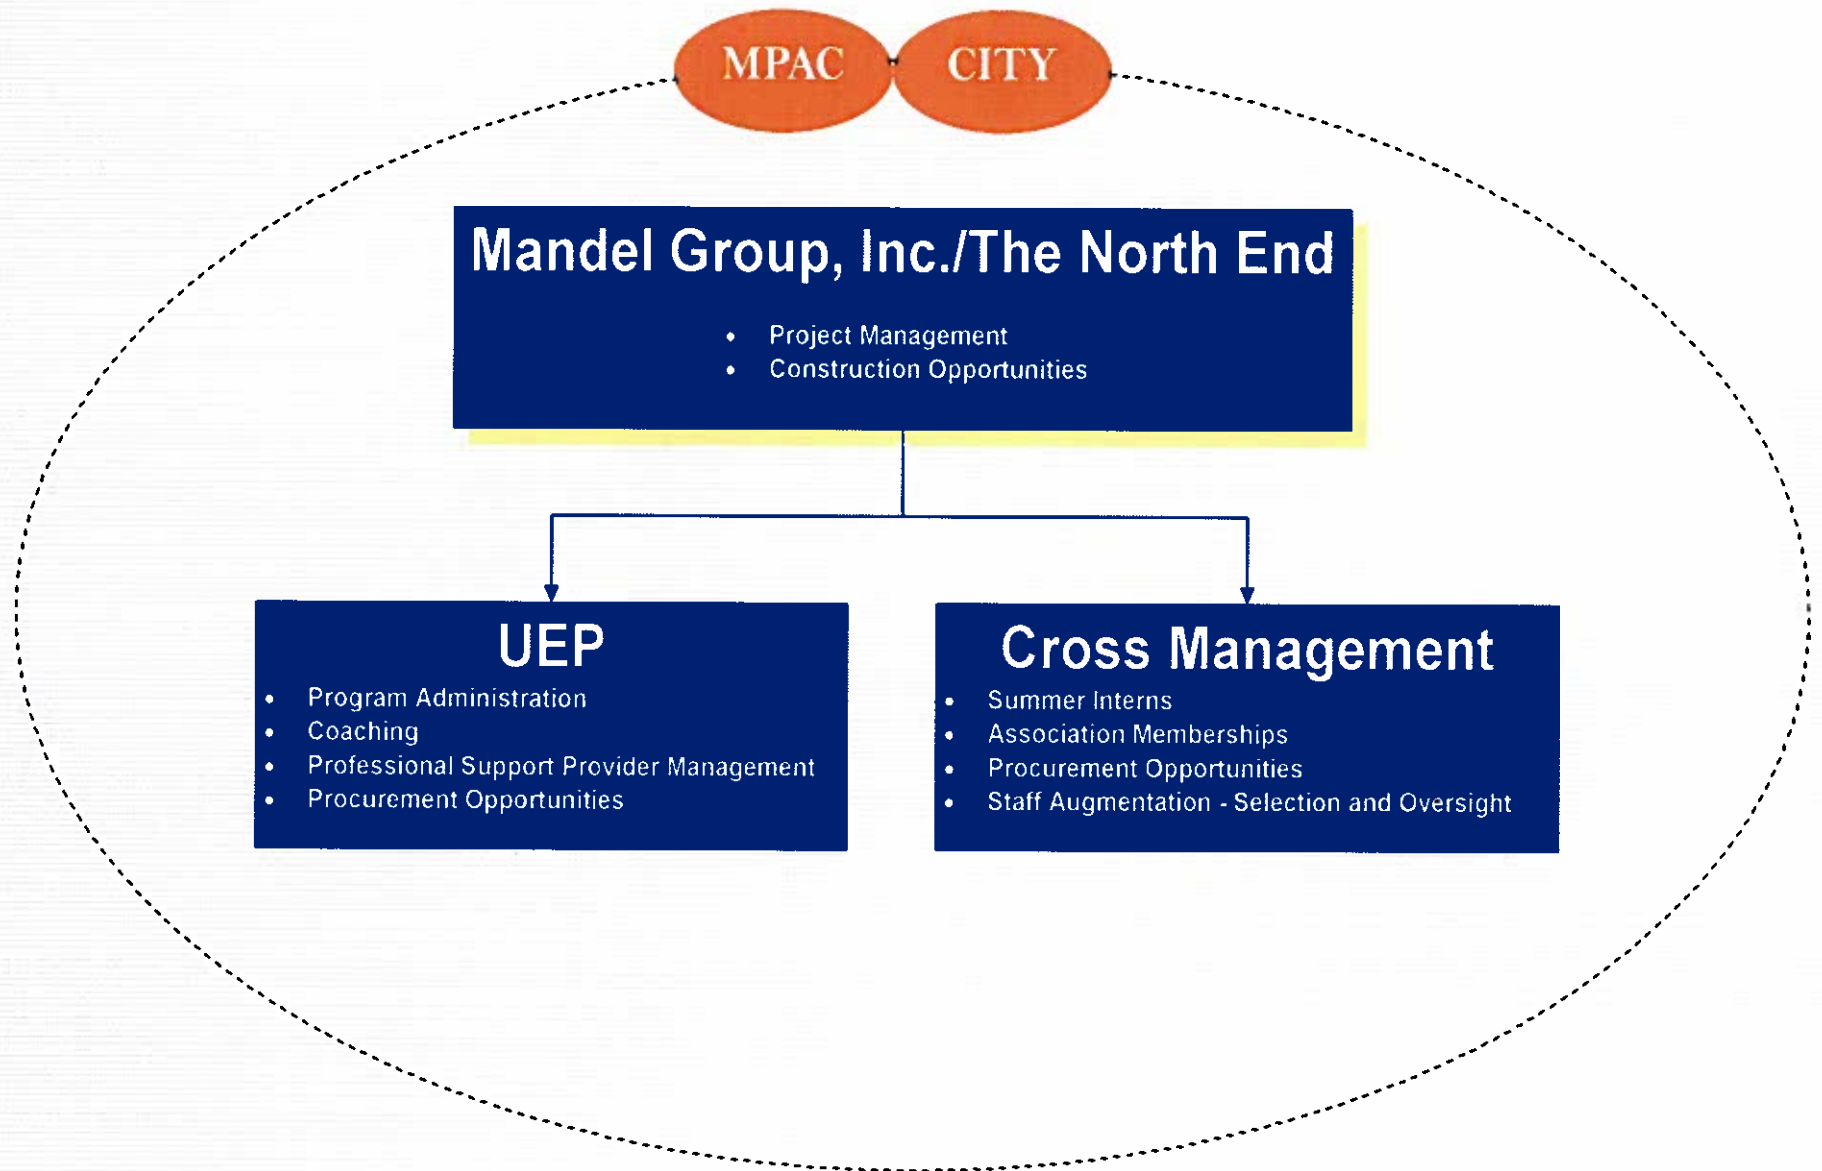 MPAC CITY
Mandel Group, Inc./The North End
• Project Management
• Construction Opportunities
UEP
• Program Administration
• Coaching
• Professional Support Provider Management
• Procurement Opportunities
Cross Management
• Summer Interns
• Association Memberships
• Procurement Opportunities
• Staff Augmentation - Selection and Oversight